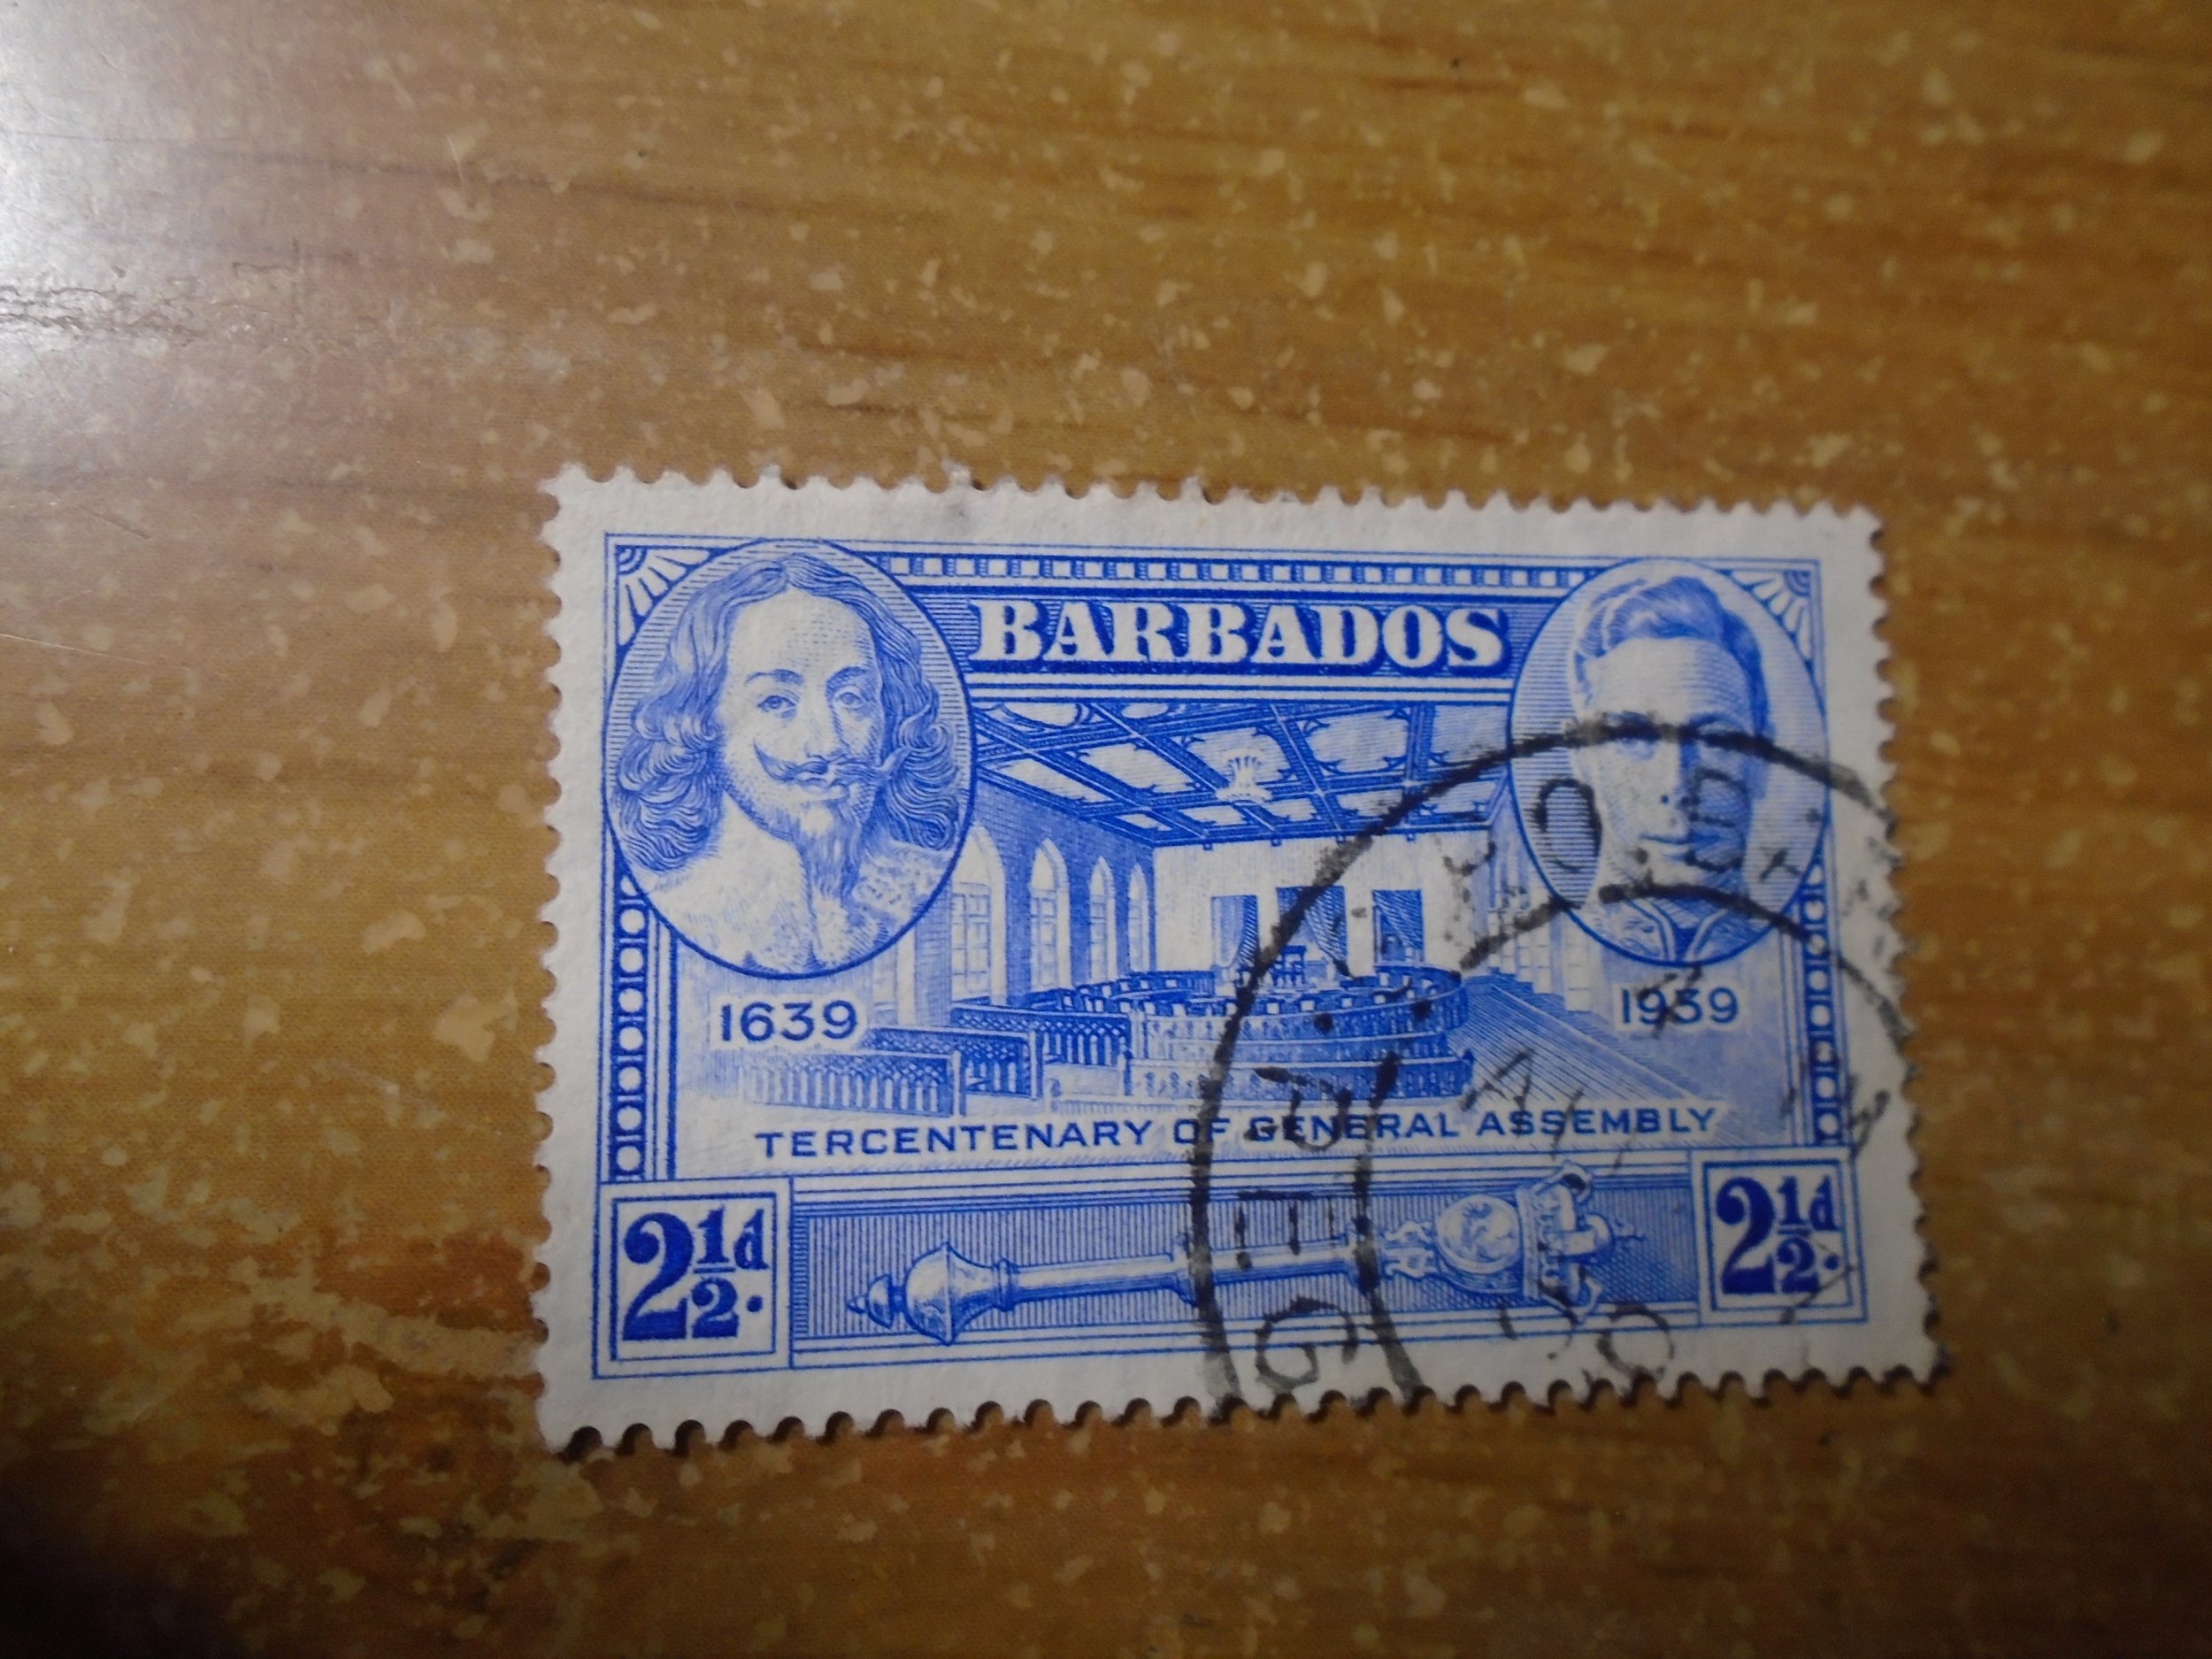 BARBADOS
1639 1939
TERCENTENARY OF GENERAL ASSEMBLY
2½d. 2½d.